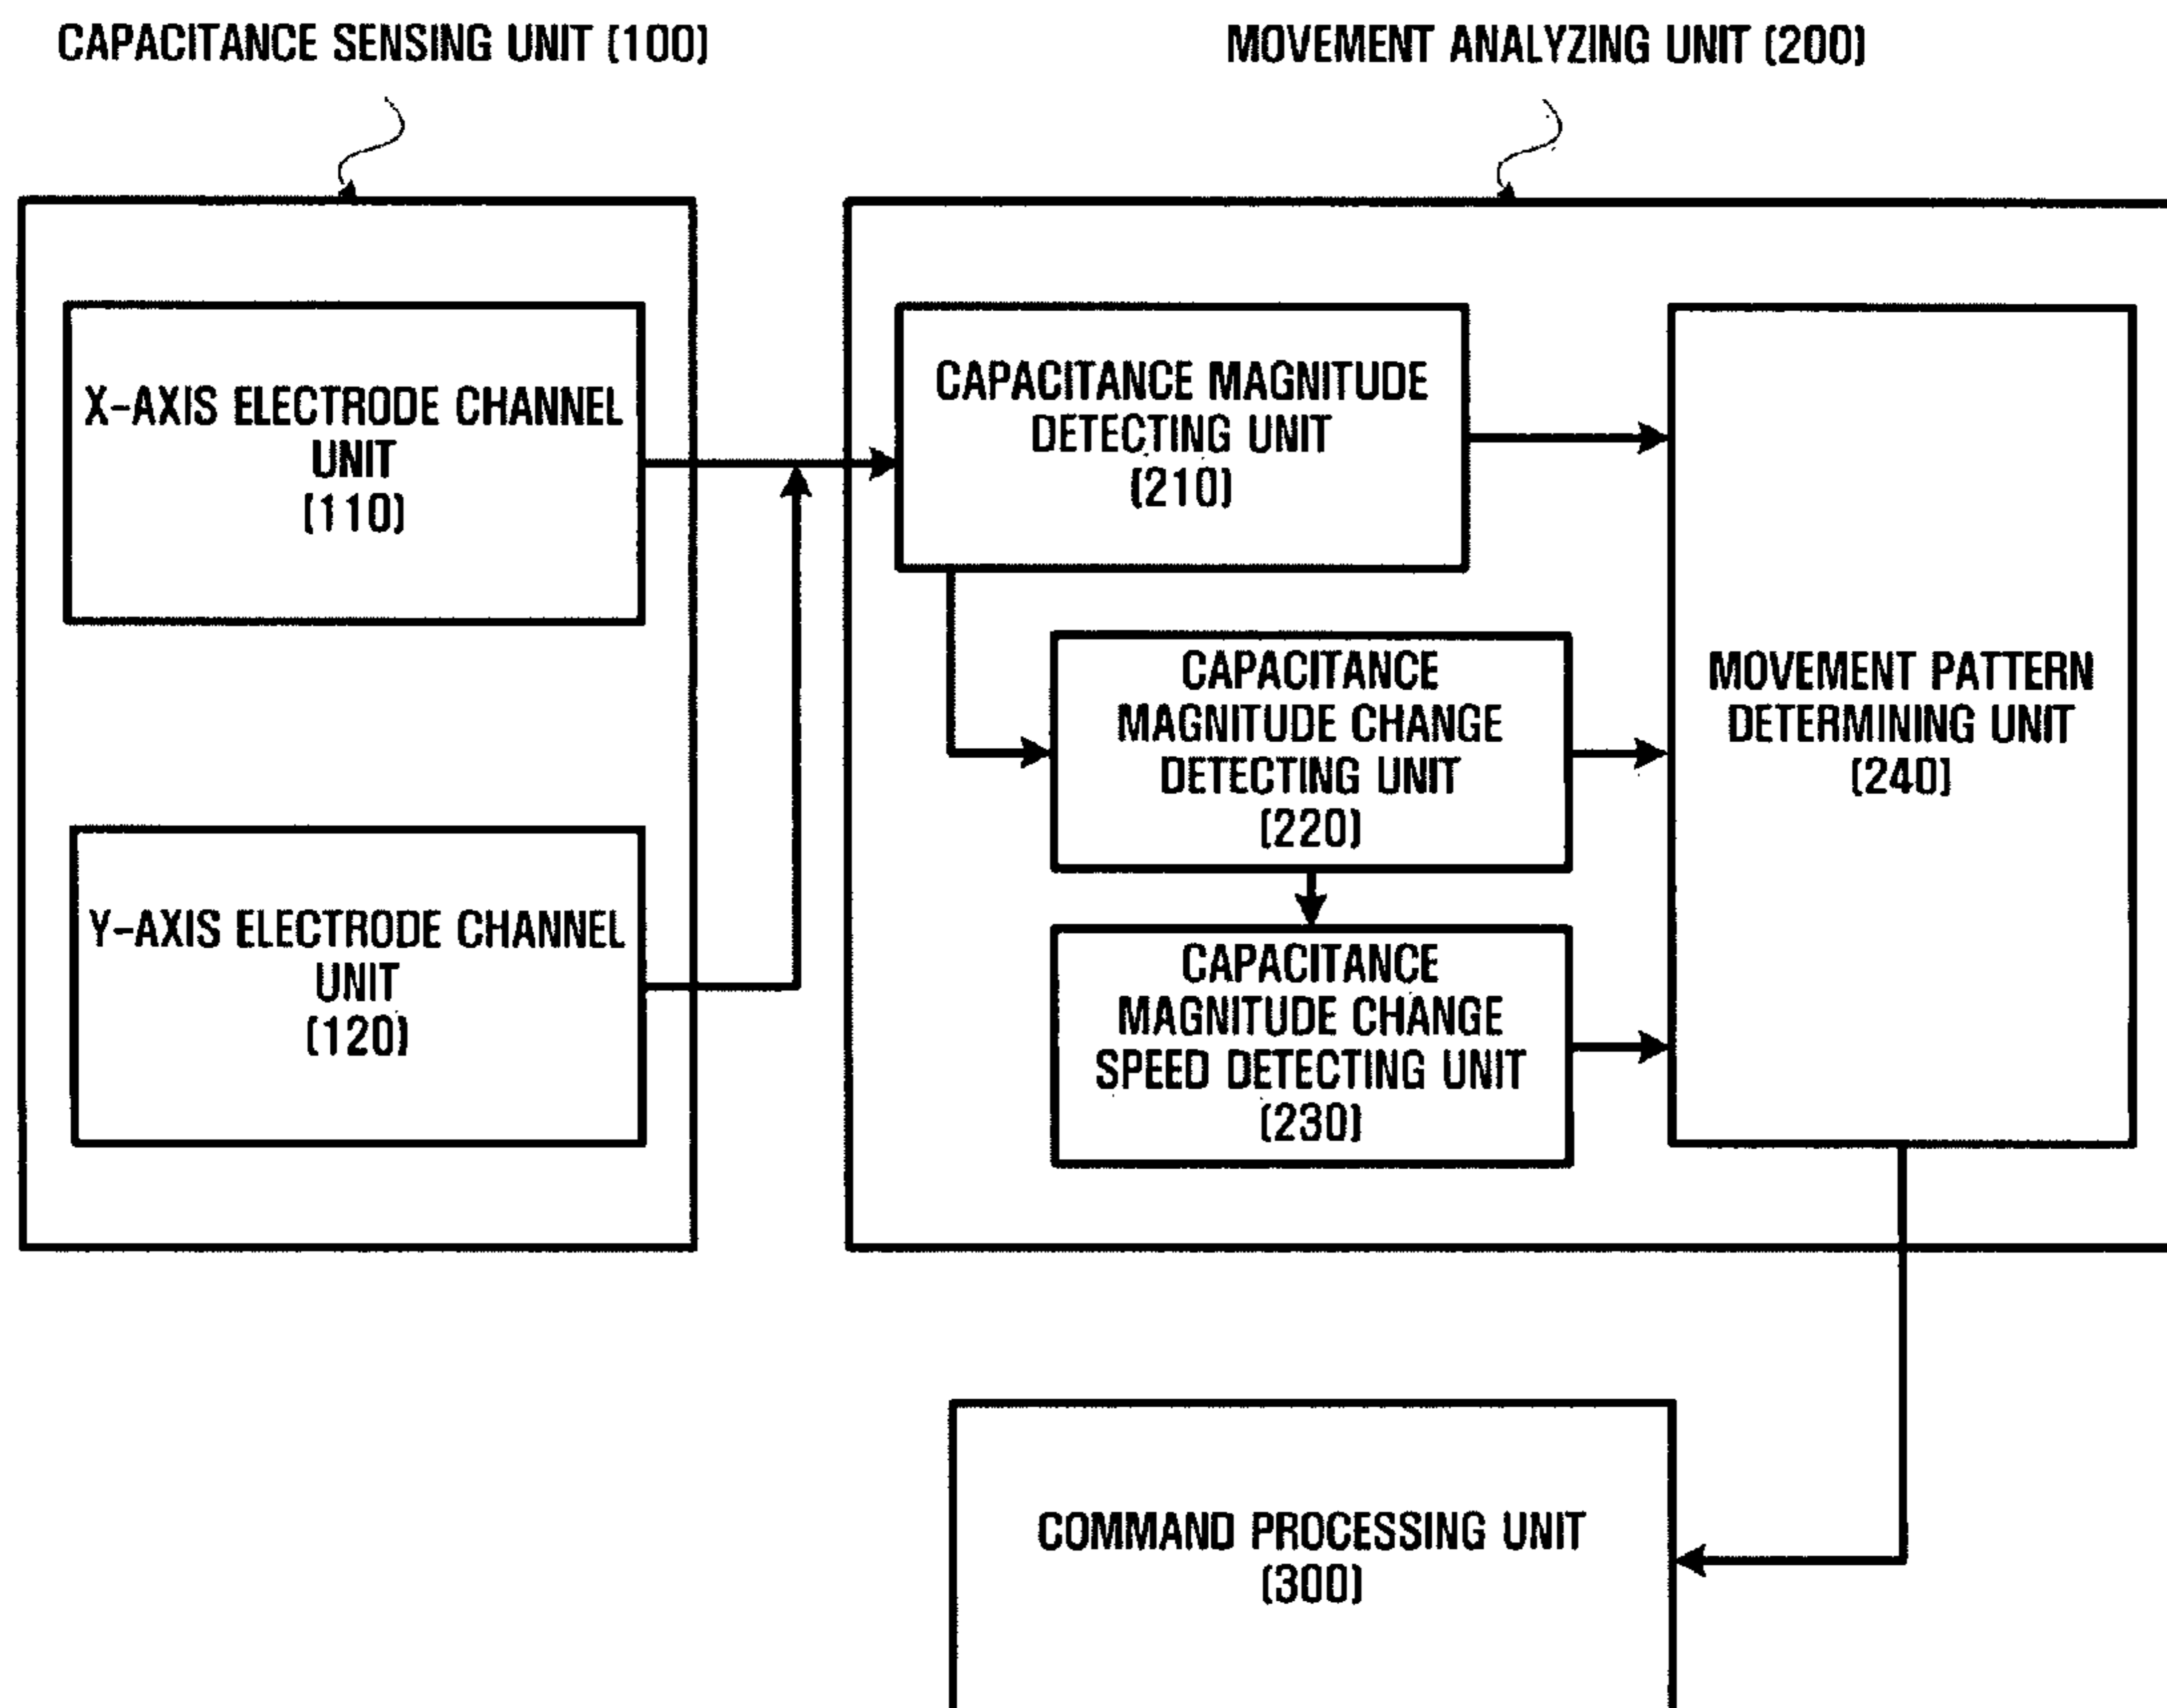 CAPACITANCE SENSING UNIT (100)
MOVEMENT ANALYZING UNIT (200)
X-AXIS ELECTRODE CHANNEL
UNIT
(110)
Y-AXIS ELECTRODE CHANNEL
UNIT
(120)
CAPACITANCE MAGNITUDE
DETECTING UNIT
(210)
CAPACITANCE
MAGNITUDE CHANGE
DETECTING UNIT
(220)
CAPACITANCE
MAGNITUDE CHANGE
SPEED DETECTING UNIT
(230)
MOVEMENT PATTERN
DETERMINING UNIT
(240)
COMMAND PROCESSING UNIT
(300)